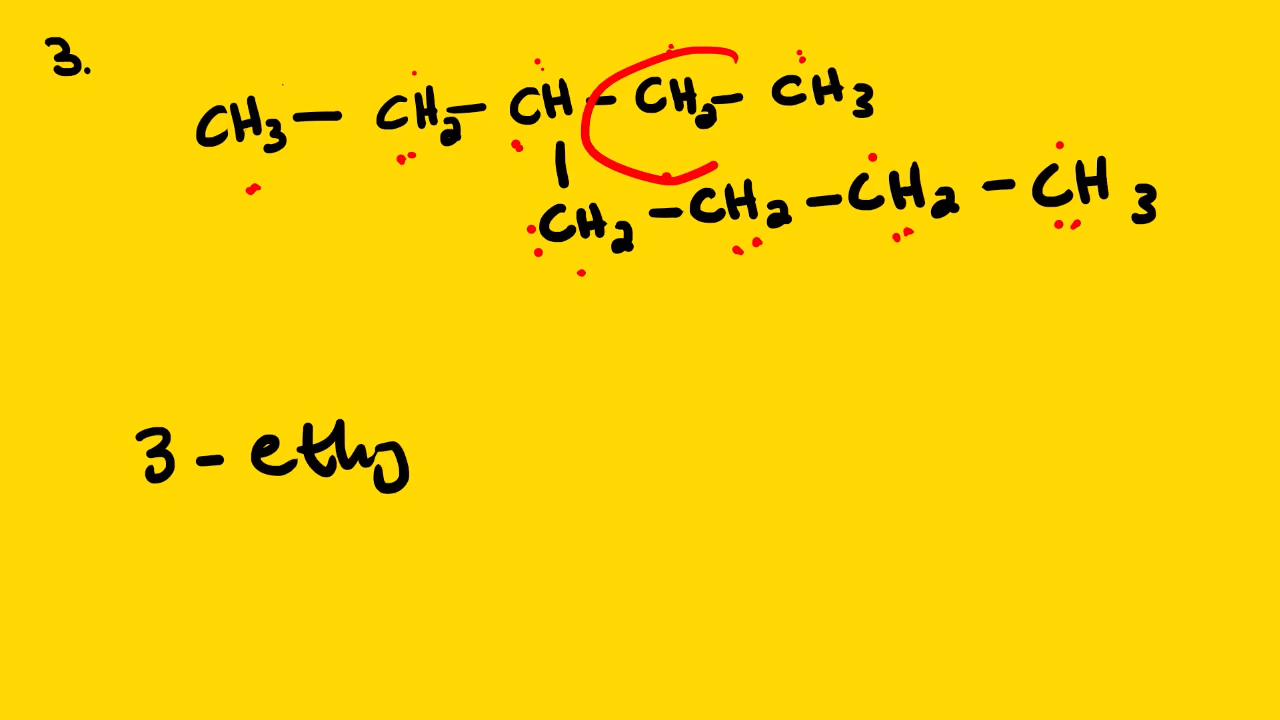 3.
CH₃ — CH₂ — CH — CH₂ — CH₃
|
CH₂ — CH₂ — CH₂ — CH₃
3 - ethy